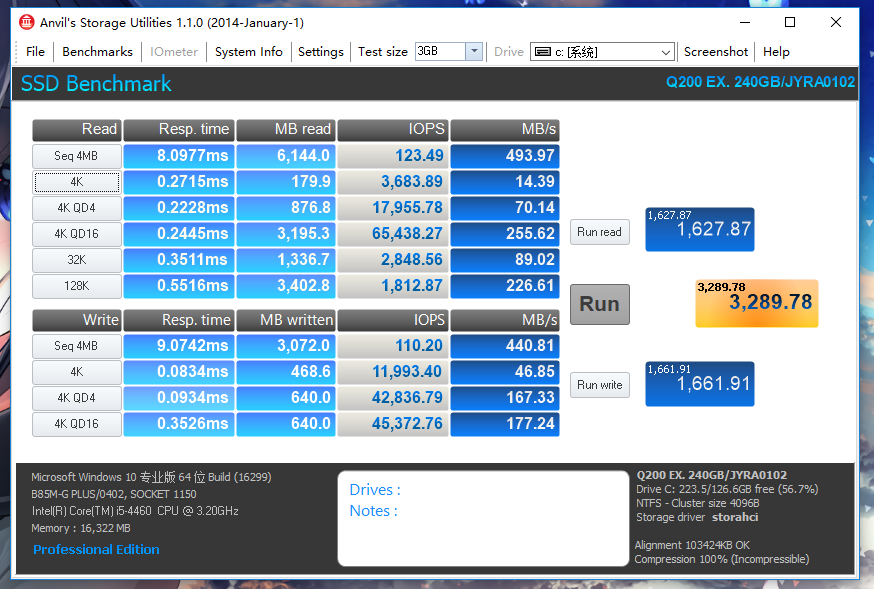 Anvil's Storage Utilities 1.1.0 (2014-January-1)
File Benchmarks IOmeter System Info Settings Test size 3GB Drive c: [系统] Screenshot Help
SSD Benchmark Q200 EX. 240GB/JYRA0102
Read Resp. time MB read IOPS MB/s
Seq 4MB 8.0977ms 6,144.0 123.49 493.97
4K 0.2715ms 179.9 3,683.89 14.39
4K QD4 0.2228ms 876.8 17,955.78 70.14
4K QD16 0.2445ms 3,195.3 65,438.27 255.62
32K 0.3511ms 1,336.7 2,848.56 89.02
128K 0.5516ms 3,402.8 1,812.87 226.61
Run read
1,627.87
1,627.87
Run
3,289.78
3,289.78
Write Resp. time MB written IOPS MB/s
Seq 4MB 9.0742ms 3,072.0 110.20 440.81
4K 0.0834ms 468.6 11,993.40 46.85
4K QD4 0.0934ms 640.0 42,836.79 167.33
4K QD16 0.3526ms 640.0 45,372.76 177.24
Run write
1,661.91
1,661.91
Microsoft Windows 10 专业版 64 位 Build (16299)
B85M-G PLUS/0402, SOCKET 1150
Intel(R) Core(TM) i5-4460 CPU @ 3.20GHz
Memory : 16,322 MB
Professional Edition
Drives :
Notes :
Q200 EX. 240GB/JYRA0102
Drive C: 223.5/126.6GB free (56.7%)
NTFS - Cluster size 4096B
Storage driver storahci
Alignment 103424KB OK
Compression 100% (Incompressible)